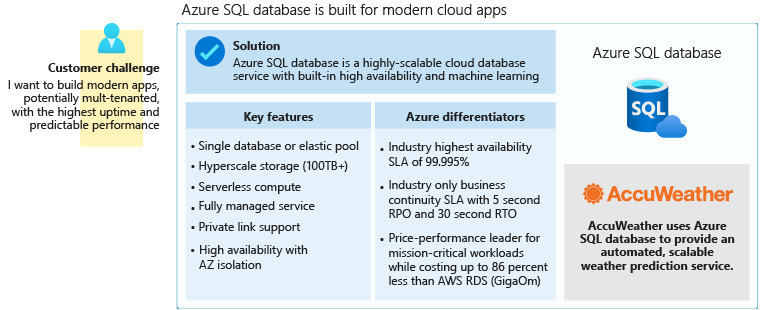 Azure SQL database is built for modern cloud apps
Customer challenge
I want to build modern apps,
potentially mult-tenanted,
with the highest uptime and
predictable performance
Solution
Azure SQL database is a highly-scalable cloud database
service with built-in high availability and machine learning
Key features
• Single database or elastic pool
• Hyperscale storage (100TB+)
• Serverless compute
• Fully managed service
• Private link support
• High availability with
AZ isolation
Azure differentiators
• Industry highest availability
SLA of 99.995%
• Industry only business
continuity SLA with 5 second
RPO and 30 second RTO
• Price-performance leader for
mission-critical workloads
while costing up to 86 percent
less than AWS RDS (GigaOm)
Azure SQL database
SQL
AccuWeather
AccuWeather uses Azure
SQL database to provide an
automated, scalable
weather prediction service.